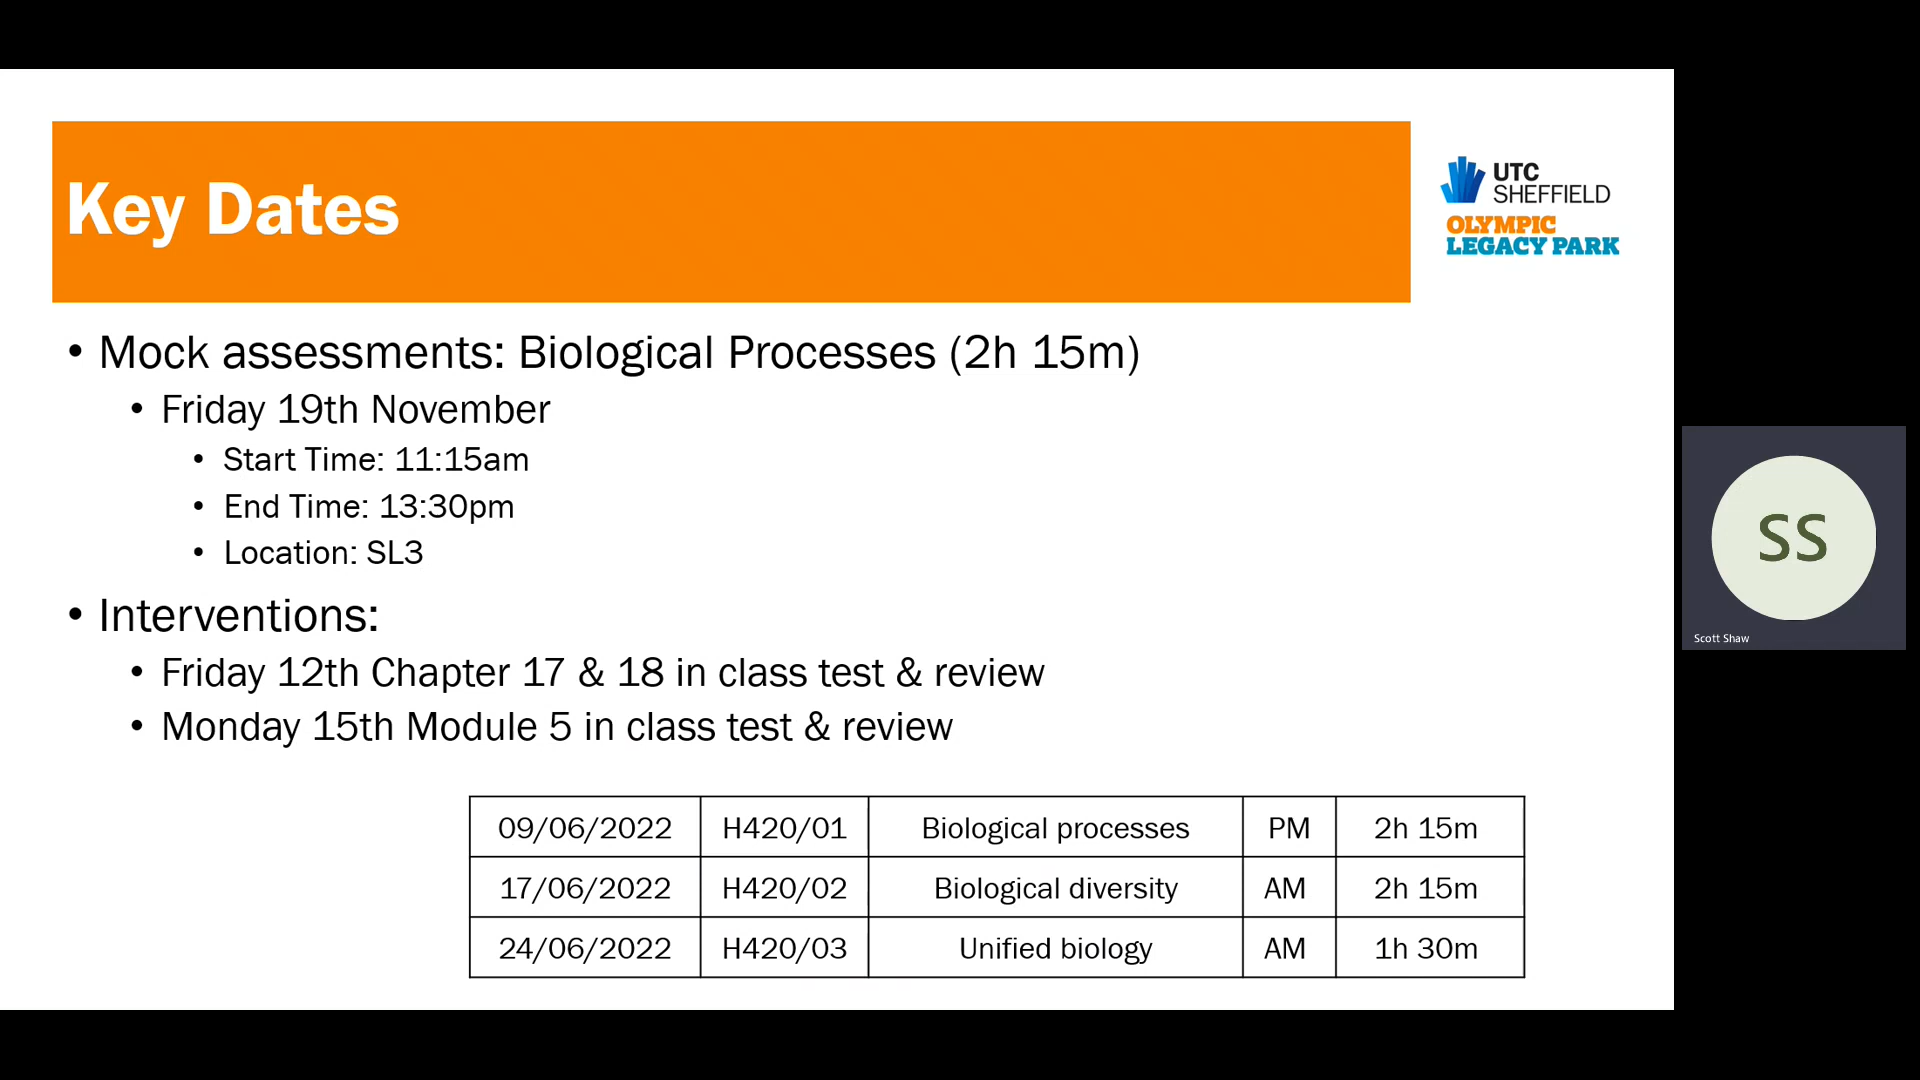 Key Dates
UTC
SHEFFIELD
OLYMPIC
LEGACY PARK
• Mock assessments: Biological Processes (2h 15m)
• Friday 19th November
• Start Time: 11:15am
• End Time: 13:30pm
• Location: SL3
• Interventions:
• Friday 12th Chapter 17 & 18 in class test & review
• Monday 15th Module 5 in class test & review
09/06/2022 H420/01 Biological processes PM 2h 15m
17/06/2022 H420/02 Biological diversity AM 2h 15m
24/06/2022 H420/03 Unified biology AM 1h 30m
SS
Scott Shaw